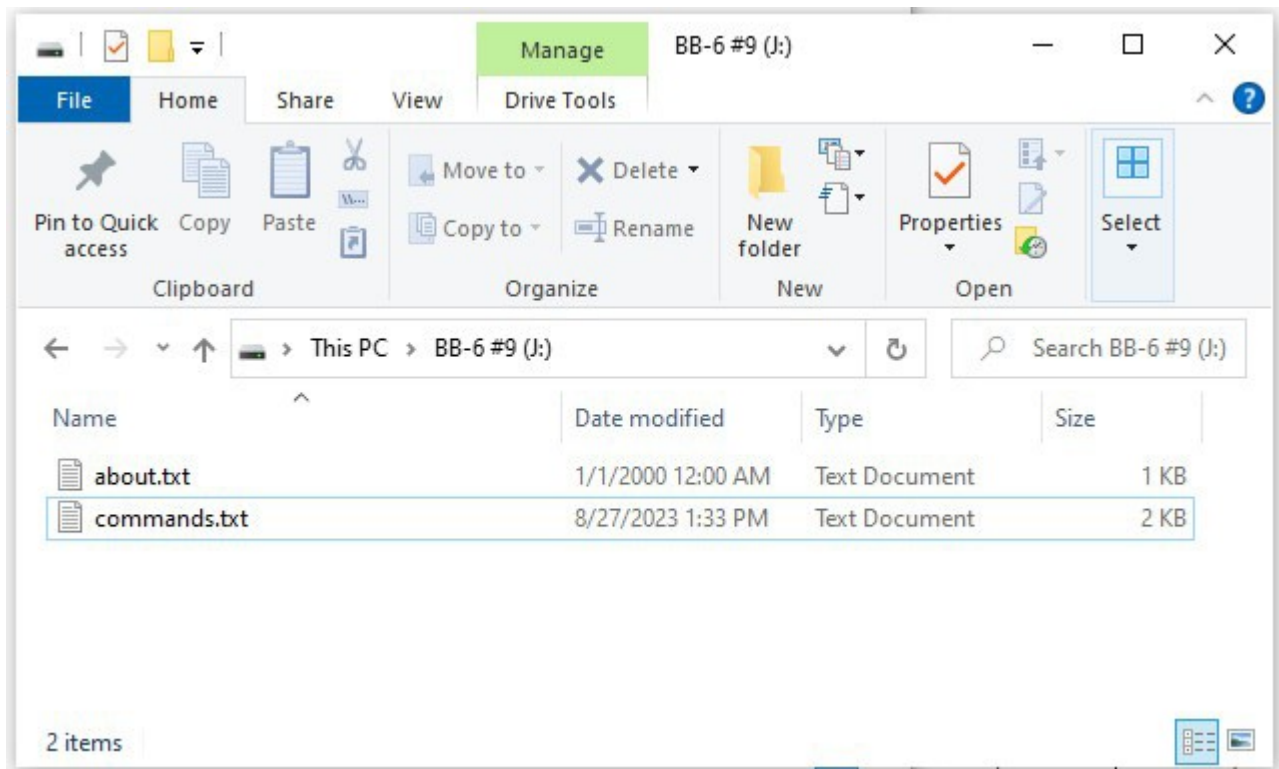 Manage BB-6 #9 (J:)
File Home Share View Drive Tools
Pin to Quick access
Copy
Paste
Move to
Copy to
Delete
Rename
New folder
Properties
Select
Clipboard Organize New Open
This PC > BB-6 #9 (J:) Search BB-6 #9 (J:)
Name Date modified Type Size
about.txt 1/1/2000 12:00 AM Text Document 1 KB
commands.txt 8/27/2023 1:33 PM Text Document 2 KB
2 items